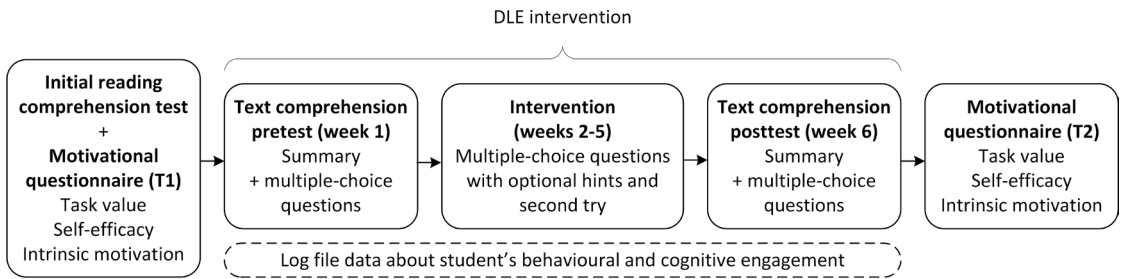 DLE intervention
Initial reading
comprehension test
+
Motivational
questionnaire (T1)
Task value
Self-efficacy
Intrinsic motivation
Text comprehension
pretest (week 1)
Summary
+ multiple-choice
questions
Intervention
(weeks 2-5)
Multiple-choice questions
with optional hints and
second try
Text comprehension
posttest (week 6)
Summary
+ multiple-choice
questions
Motivational
questionnaire (T2)
Task value
Self-efficacy
Intrinsic motivation
Log file data about student’s behavioural and cognitive engagement